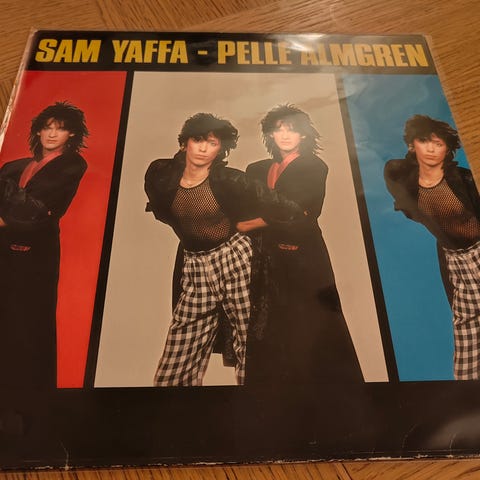 SAM YAFFA - PELLE ALMGREN